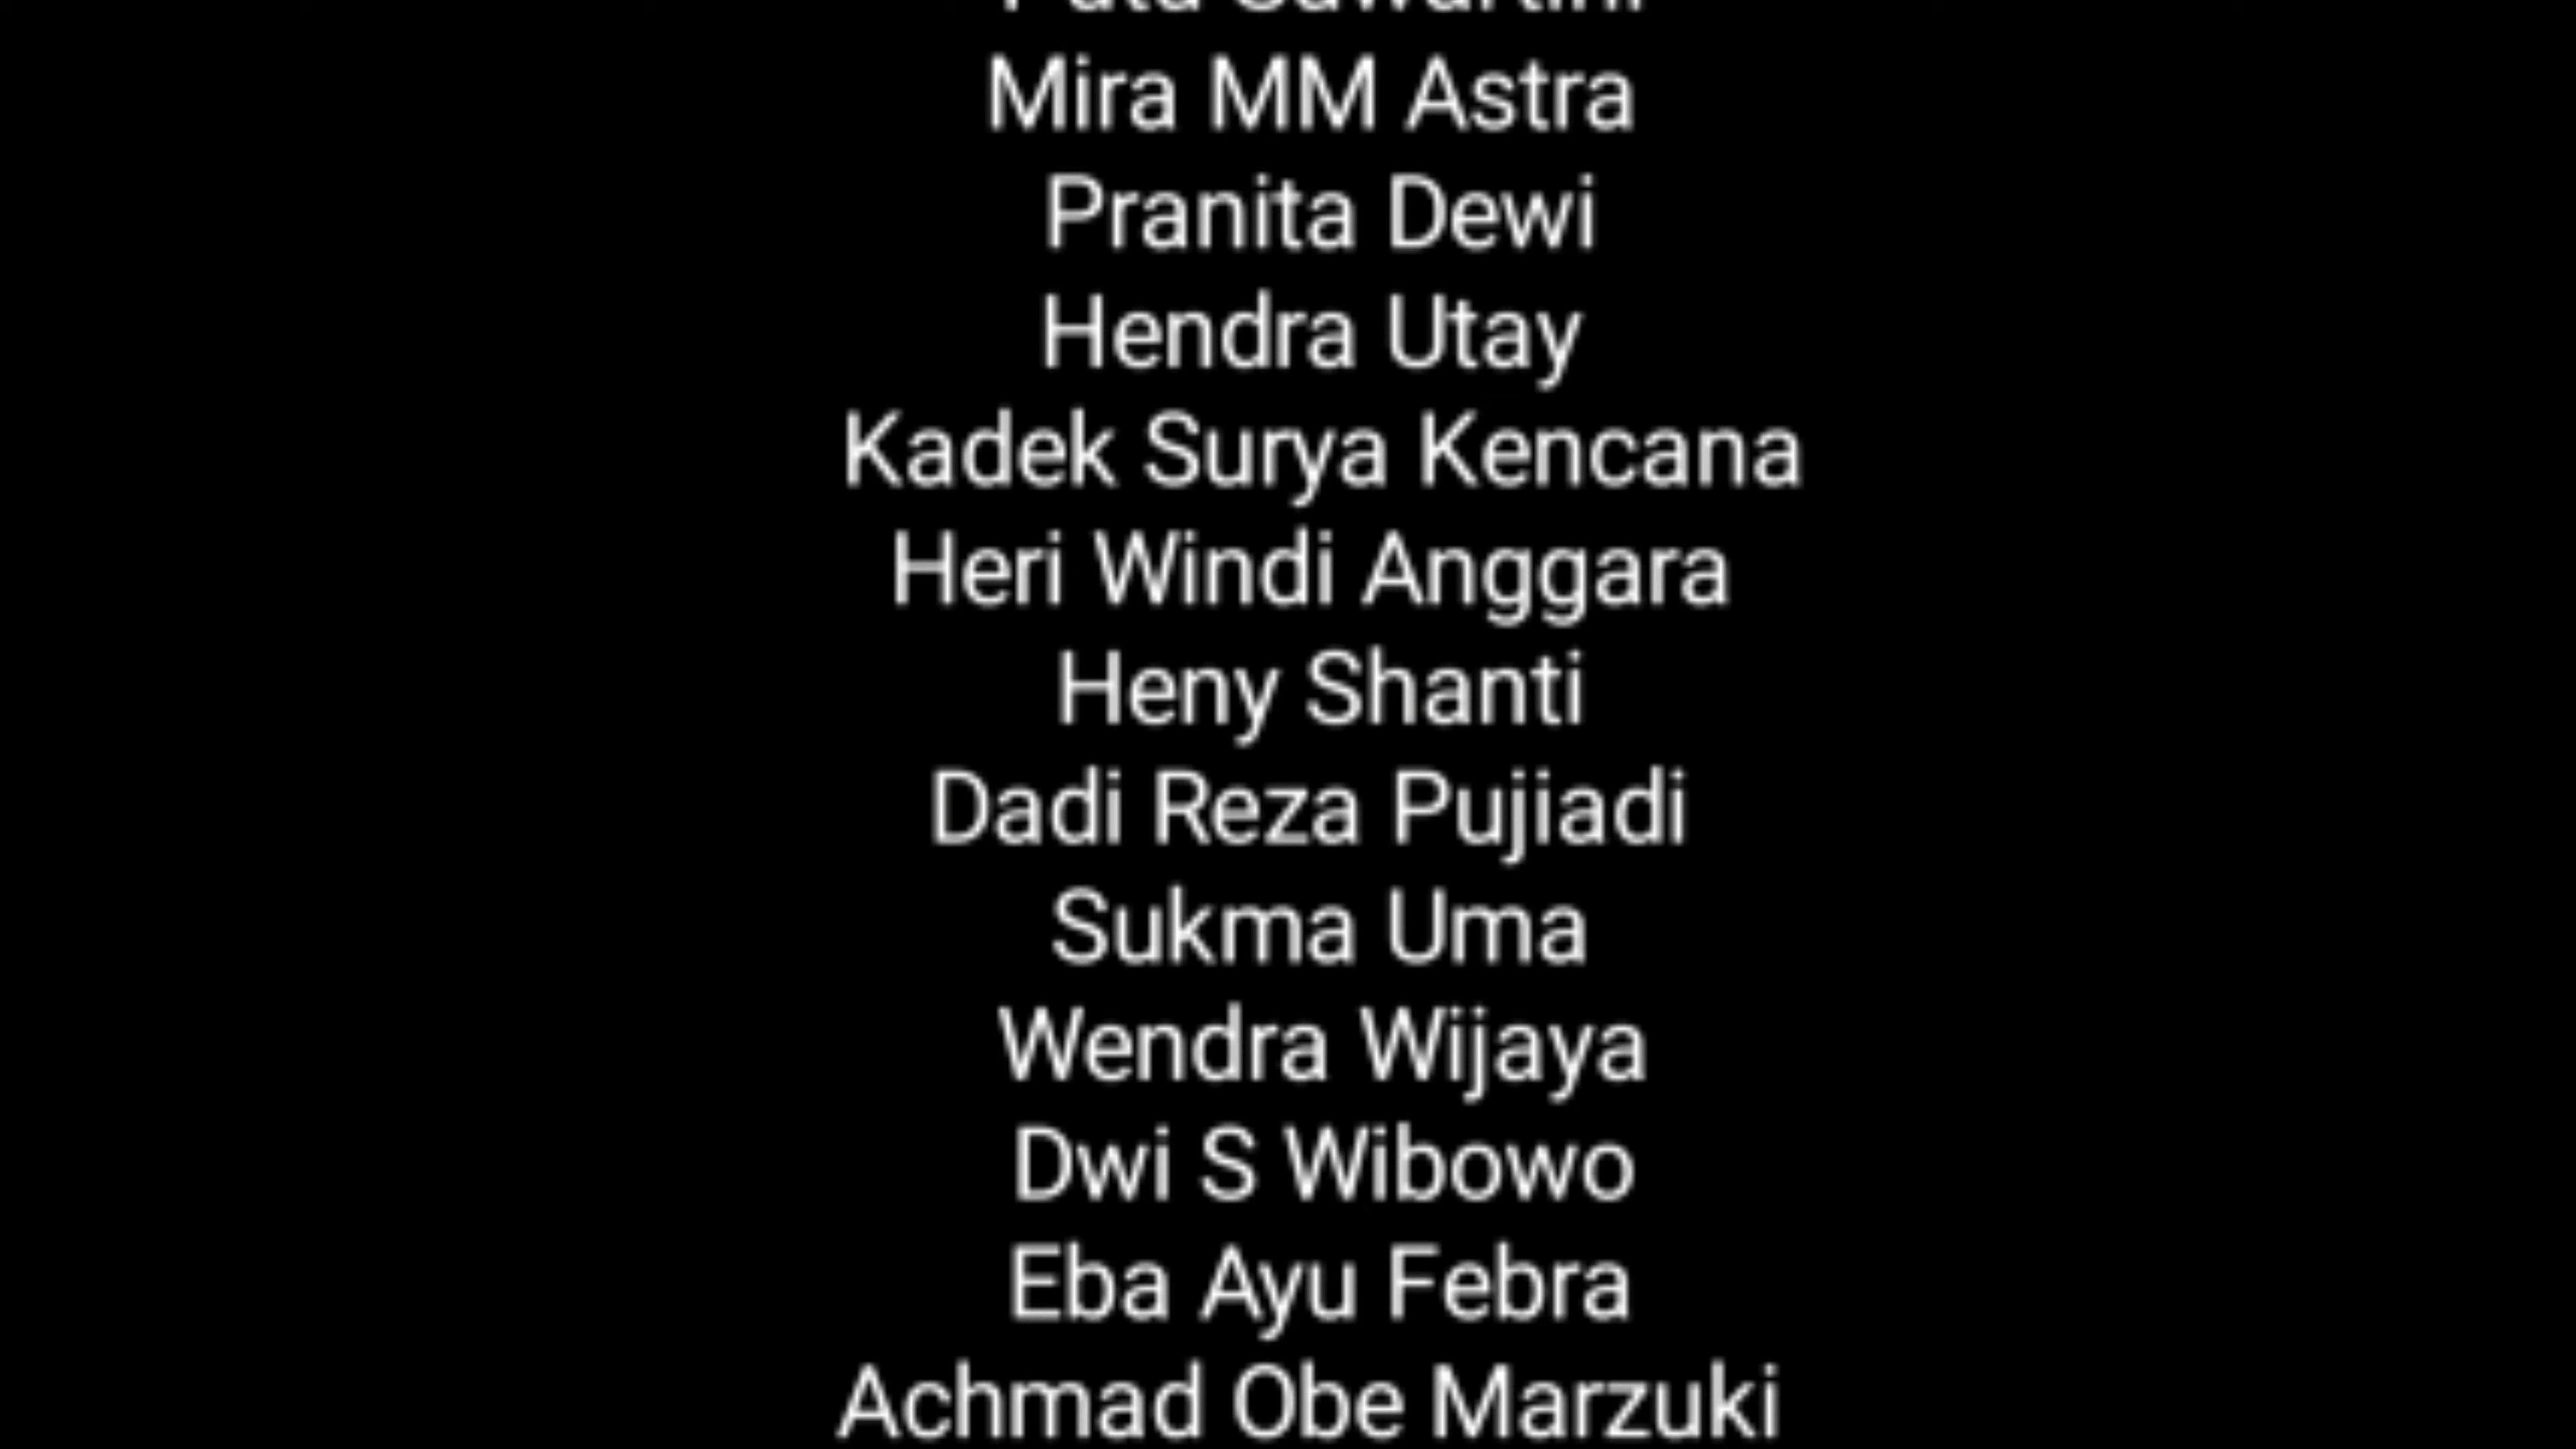 Mira MM Astra
Pranita Dewi
Hendra Utay
Kadek Surya Kencana
Heri Windi Anggara
Heny Shanti
Dadi Reza Pujiadi
Sukma Uma
Wendra Wijaya
Dwi S Wibowo
Eba Ayu Febra
Achmad Obe Marzuki